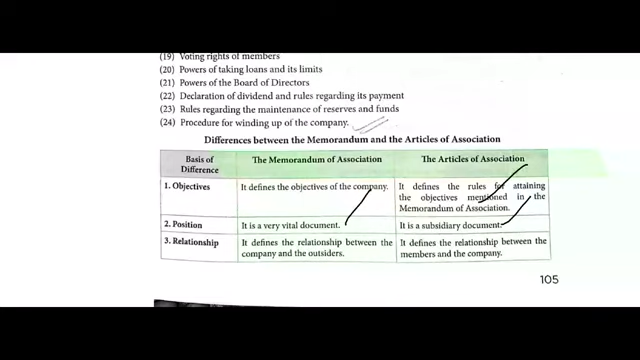 (19) Voting rights of members
(20) Powers of taking loans and its limits
(21) Powers of the Board of Directors
(22) Declaration of dividend and rules regarding its payment
(23) Rules regarding the maintenance of reserves and funds
(24) Procedure for winding up of the company.
Differences between the Memorandum and the Articles of Association
Basis of Difference
The Memorandum of Association
The Articles of Association
1. Objectives
It defines the objectives of the company.
It defines the rules for attaining
the objectives mentioned in the
Memorandum of Association.
2. Position
It is a very vital document.
It is a subsidiary document.
3. Relationship
It defines the relationship between the
company and the outsiders.
It defines the relationship between the
members and the company.
105